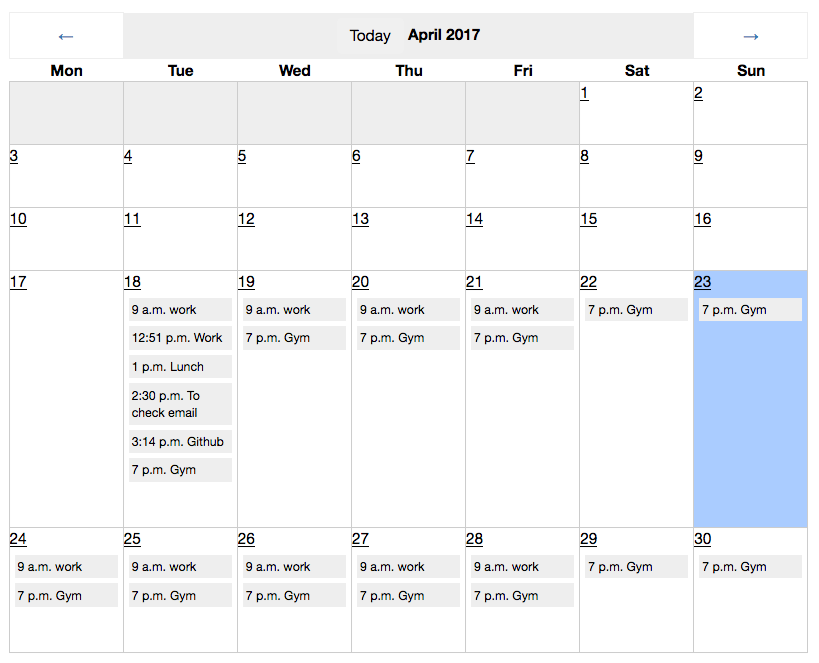 ← Today April 2017 →
Mon Tue Wed Thu Fri Sat Sun
1 2
3 4 5 6 7 8 9
10 11 12 13 14 15 16
17 18 19 20 21 22 23
9 a.m. work 9 a.m. work 9 a.m. work 9 a.m. work 7 p.m. Gym 7 p.m. Gym
12:51 p.m. Work 7 p.m. Gym 7 p.m. Gym 7 p.m. Gym
1 p.m. Lunch
2:30 p.m. To
check email
3:14 p.m. Github
7 p.m. Gym
24 25 26 27 28 29 30
9 a.m. work 9 a.m. work 9 a.m. work 9 a.m. work 9 a.m. work 7 p.m. Gym 7 p.m. Gym
7 p.m. Gym 7 p.m. Gym 7 p.m. Gym 7 p.m. Gym 7 p.m. Gym